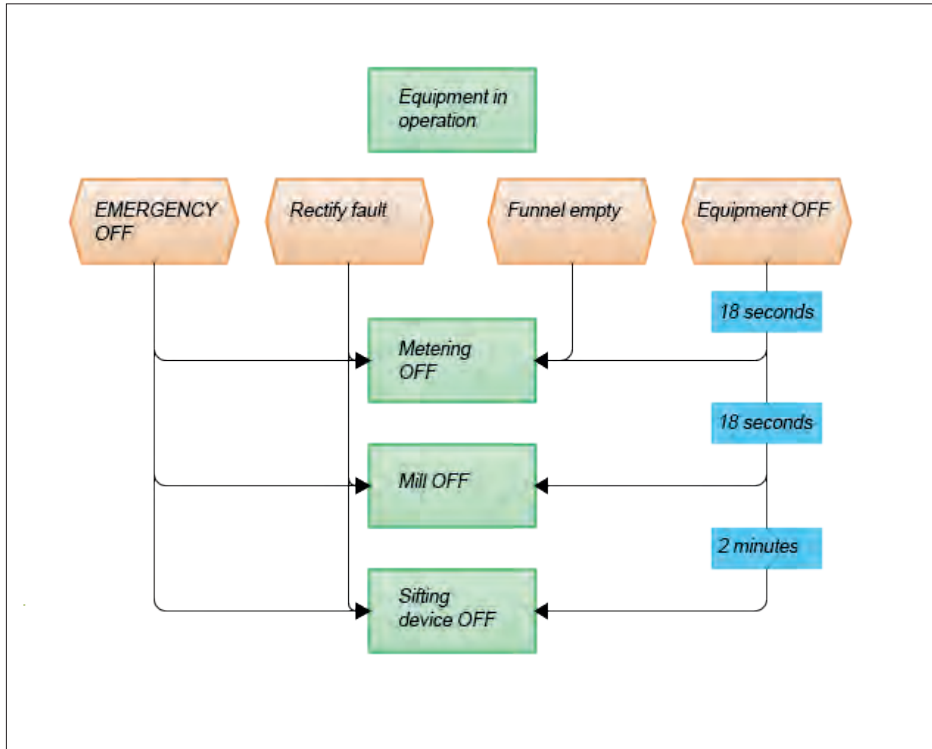 Equipment in
operation
EMERGENCY
OFF
Rectify fault
Funnel empty
Equipment OFF
18 seconds
Metering
OFF
18 seconds
Mill OFF
2 minutes
Sifting
device OFF